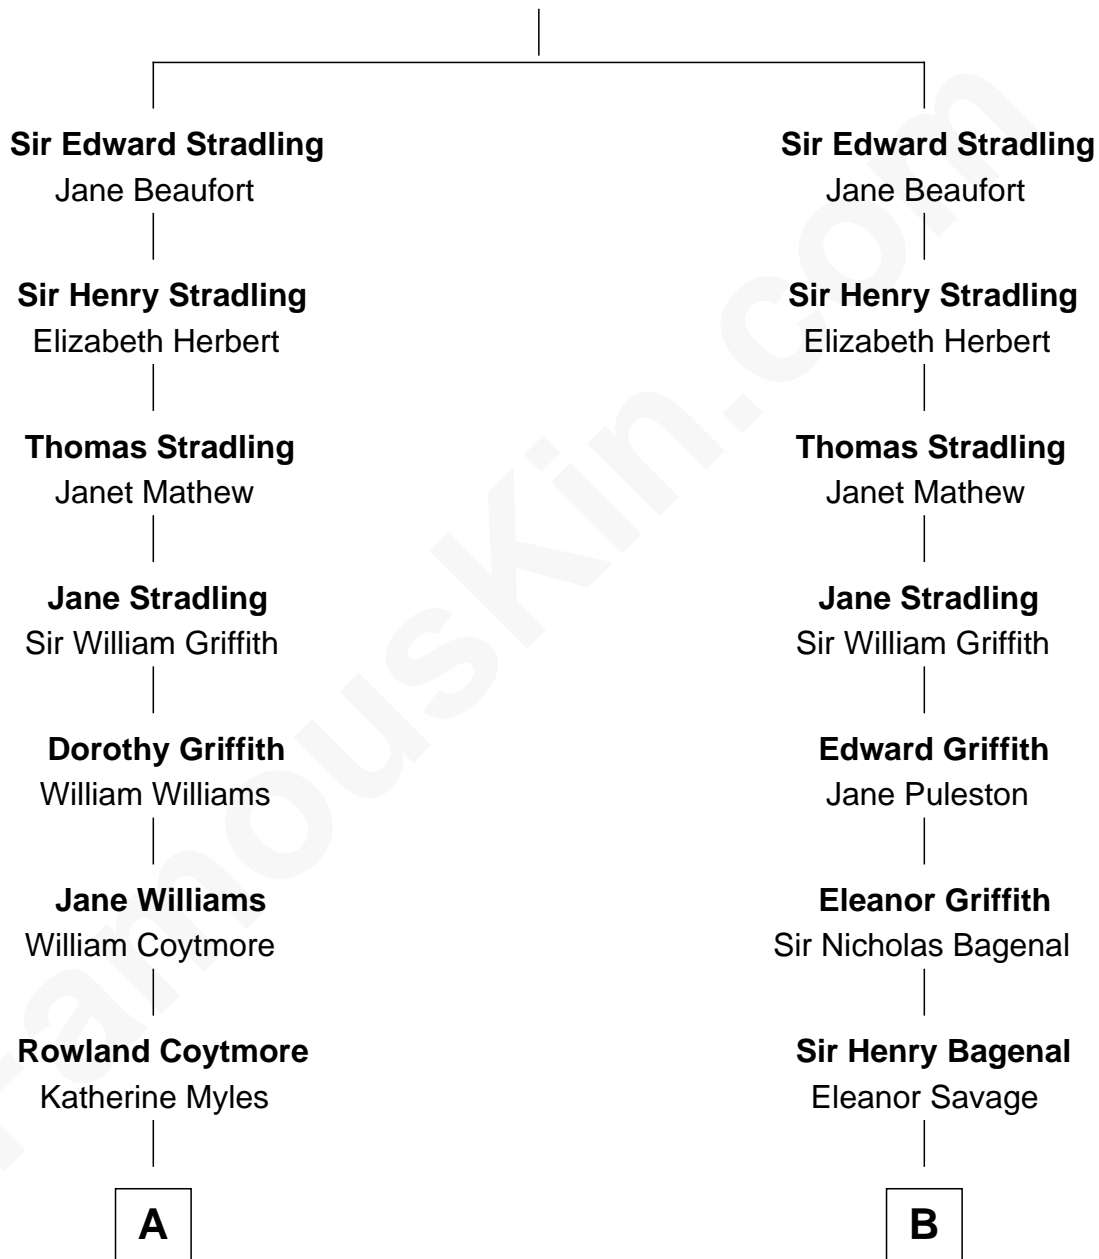 Sir Edward Stradling
Jane Beaufort
Sir Henry Stradling
Elizabeth Herbert
Thomas Stradling
Janet Mathew
Jane Stradling
Sir William Griffith
Dorothy Griffith
William Williams
Jane Williams
William Coytmore
Rowland Coytmore
Katherine Myles
A
Sir Edward Stradling
Jane Beaufort
Sir Henry Stradling
Elizabeth Herbert
Thomas Stradling
Janet Mathew
Jane Stradling
Sir William Griffith
Edward Griffith
Jane Puleston
Eleanor Griffith
Sir Nicholas Bagenal
Sir Henry Bagenal
Eleanor Savage
B
FamousKin.com